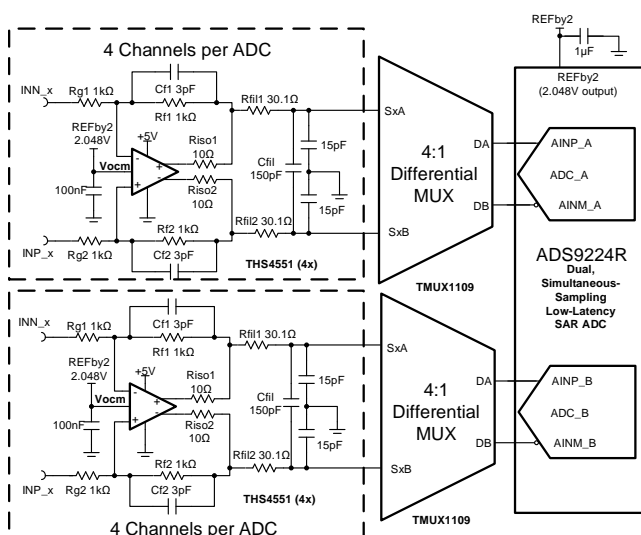 4 Channels per ADC
INN_x
Rg1 1kΩ
Cf1 3pF
Rf1 1kΩ
REFby2
2.048V
+5V
Vocm
100nF
Riso1
10Ω
Riso2
10Ω
Rfil1 30.1Ω
Cfil
150pF
15pF
15pF
Rfil2 30.1Ω
INP_x
Rg2 1kΩ
Rf2 1kΩ
Cf2 3pF
THS4551 (4x)
SxA
SxB
4:1
Differential
MUX
DA
DB
TMUX1109
REFby2
1µF
REFby2
(2.048V output)
AINP_A
ADC_A
AINM_A
ADS9224R
Dual,
Simultaneous-
Sampling
Low-Latency
SAR ADC
INN_x
Rg1 1kΩ
Cf1 3pF
Rf1 1kΩ
REFby2
2.048V
+5V
Vocm
100nF
Riso1
10Ω
Riso2
10Ω
Rfil1 30.1Ω
Cfil
150pF
15pF
15pF
Rfil2 30.1Ω
INP_x
Rg2 1kΩ
Rf2 1kΩ
Cf2 3pF
THS4551 (4x)
4 Channels per ADC
SxA
SxB
4:1
Differential
MUX
DA
DB
TMUX1109
AINP_B
ADC_B
AINM_B